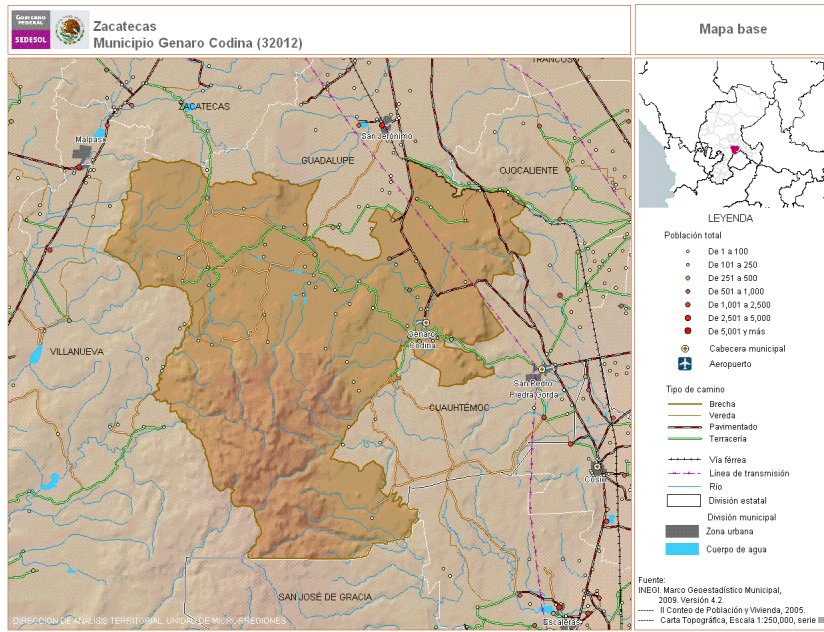 GOBIERNO
FEDERAL
SEDESOL
Zacatecas
Municipio Genaro Codina (32012)
Mapa base
TRANCOSO
ZACATECAS
Malpaso
San Jerónimo
GUADALUPE
OJOCALIENTE
VILLANUEVA
Genaro
Codina
San Pedro
Piedra Gorda
CUAUHTÉMOC
Cosío
SAN JOSÉ DE GRACIA
Escaleras
DIRECCIÓN DE ANÁLISIS TERRITORIAL. UNIDAD DE MICRORREGIONES
LEYENDA
Población total
De 1 a 100
De 101 a 250
De 251 a 500
De 501 a 1,000
De 1,001 a 2,500
De 2,501 a 5,000
De 5,001 y más
Cabecera municipal
Aeropuerto
Tipo de camino
Brecha
Vereda
Pavimentado
Terracería
Vía férrea
Línea de transmisión
Río
División estatal
División municipal
Zona urbana
Cuerpo de agua
Fuente:
INEGI. Marco Geoestadístico Municipal,
2009. Versión 4.2.
------ II Conteo de Población y Vivienda, 2005.
------ Carta Topográfica, Escala 1:250,000, serie III